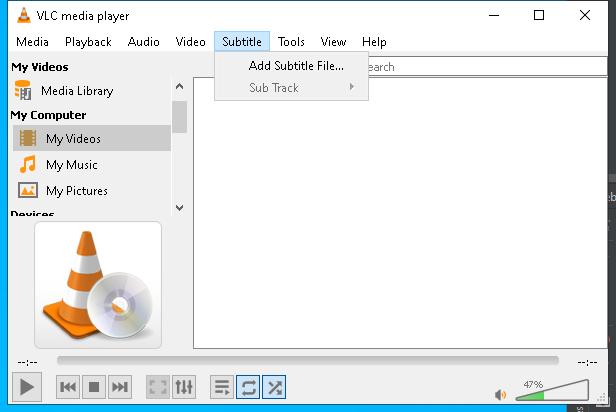 VLC media player
Media Playback Audio Video Subtitle Tools View Help
My Videos
Add Subtitle File...
earch
Media Library
Sub Track
My Computer
My Videos
My Music
My Pictures
Devices
--:-- --:--
47%